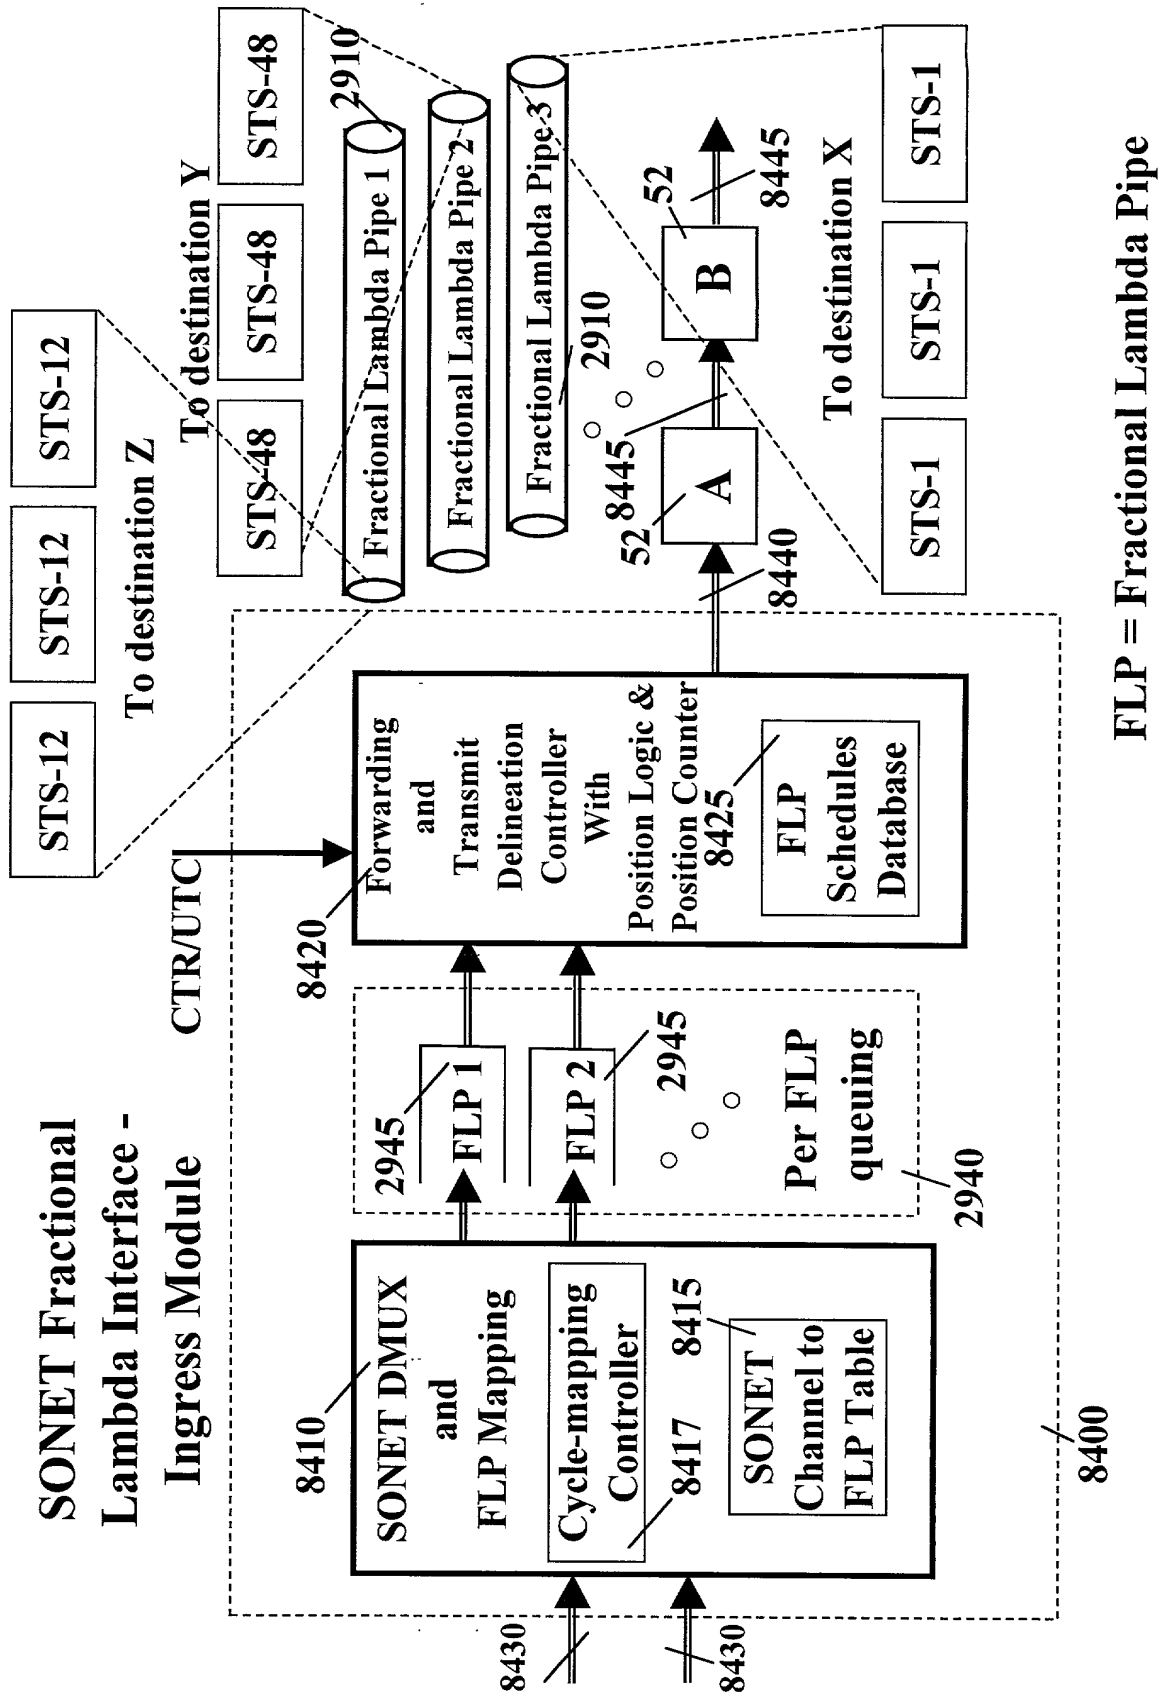 SONET Fractional
Lambda Interface -
Ingress Module
8430
8430
8410
SONET DMUX
and
FLP Mapping
Cycle-mapping
Controller
8417
8415
SONET
Channel to
FLP Table
8400
2945
FLP 1
FLP 2
2945
Per FLP
queuing
2940
CTR/UTC
8420
Forwarding
and
Transmit
Delineation
Controller
With
Position Logic &
Position Counter
8425
FLP
Schedules
Database
8440
STS-12
STS-12
STS-12
To destination Z
To destination Y
STS-48
STS-48
STS-48
2910
Fractional Lambda Pipe 1
Fractional Lambda Pipe 2
Fractional Lambda Pipe 3
2910
52
8445
A
B
52
8445
To destination X
STS-1
STS-1
STS-1
FLP = Fractional Lambda Pipe